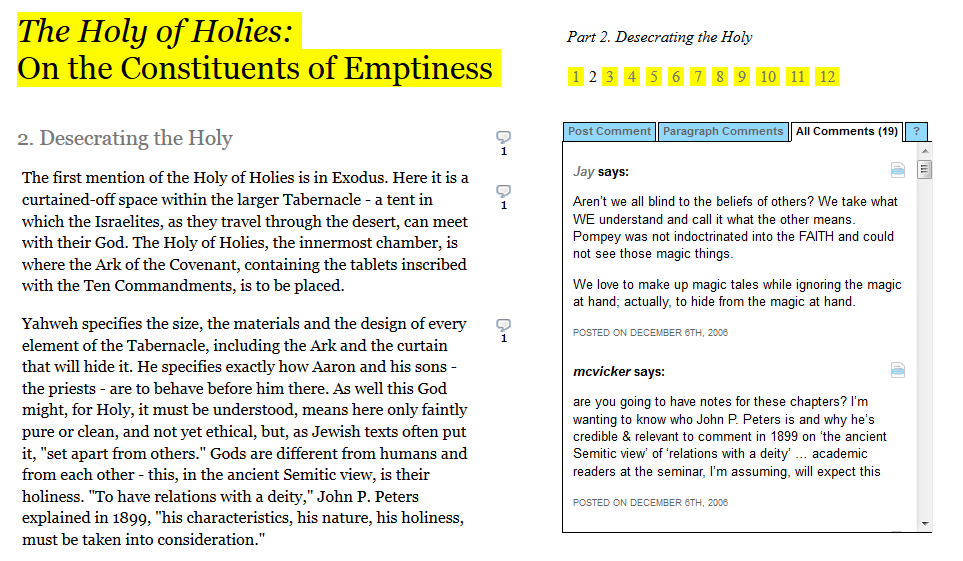 The Holy of Holies:
On the Constituents of Emptiness
2. Desecrating the Holy
1
The first mention of the Holy of Holies is in Exodus. Here it is a
curtained-off space within the larger Tabernacle - a tent in
which the Israelites, as they travel through the desert, can meet
with their God. The Holy of Holies, the innermost chamber, is
where the Ark of the Covenant, containing the tablets inscribed
with the Ten Commandments, is to be placed.
1
Yahweh specifies the size, the materials and the design of every
element of the Tabernacle, including the Ark and the curtain
that will hide it. He specifies exactly how Aaron and his sons -
the priests - are to behave before him there. As well this God
might, for Holy, it must be understood, means here only faintly
pure or clean, and not yet ethical, but, as Jewish texts often put
it, "set apart from others." Gods are different from humans and
from each other - this, in the ancient Semitic view, is their
holiness. "To have relations with a deity," John P. Peters
explained in 1899, "his characteristics, his nature, his holiness,
must be taken into consideration."
1
Part 2. Desecrating the Holy
1 2 3 4 5 6 7 8 9 10 11 12
Post Comment Paragraph Comments All Comments (19) ?
Jay says:
Aren't we all blind to the beliefs of others? We take what
WE understand and call it what the other means.
Pompey was not indoctrinated into the FAITH and could
not see those magic things.
We love to make up magic tales while ignoring the magic
at hand; actually, to hide from the magic at hand.
POSTED ON DECEMBER 6TH, 2006
mcvicker says:
are you going to have notes for these chapters? I'm
wanting to know who John P. Peters is and why he's
credible & relevant to comment in 1899 on 'the ancient
Semitic view' of 'relations with a deity' ... academic
readers at the seminar, I'm assuming, will expect this
POSTED ON DECEMBER 6TH, 2006